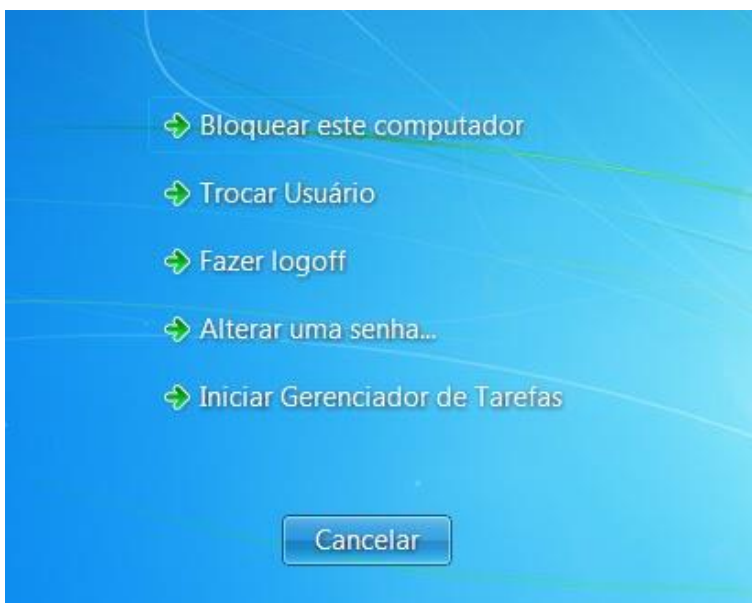 Bloquear este computador
Trocar Usuário
Fazer logoff
Alterar uma senha...
Iniciar Gerenciador de Tarefas
Cancelar